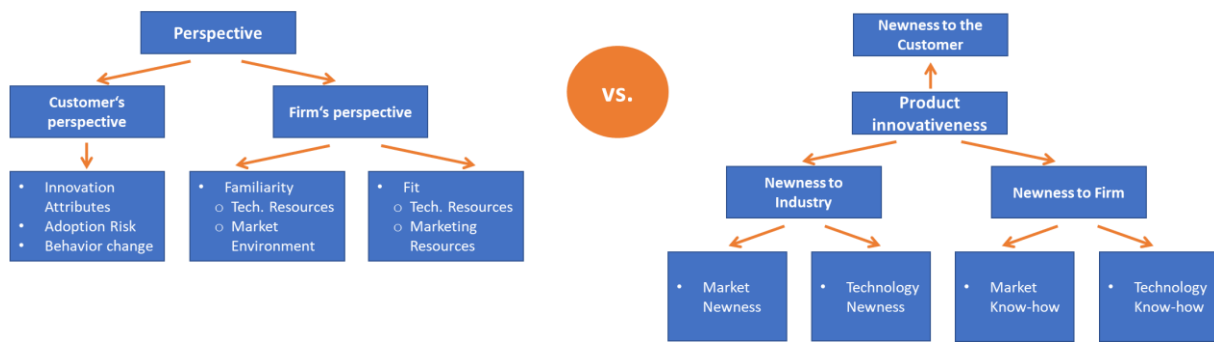 Perspective
Customer's
perspective
Firm's perspective
• Innovation
Attributes
• Adoption Risk
• Behavior change
• Familiarity
o Tech. Resources
o Market
Environment
• Fit
o Tech. Resources
o Marketing
Resources
vs.
Newness to the
Customer
Product
innovativeness
Newness to
Industry
Newness to Firm
• Market
Newness
• Technology
Newness
• Market
Know-how
• Technology
Know-how